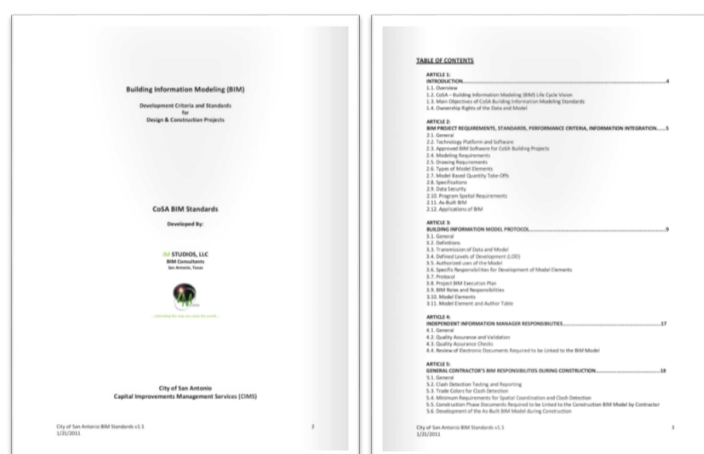 Building Information Modeling (BIM)
Development Criteria and Standards
for
Design & Construction Projects
CoSA BIM Standards
Developed By:
STUDIOS, LLC
BIM Consultants
San Antonio, Texas
City of San Antonio
Capital Improvements Management Services (CIMS)
City of San Antonio BIM Standards v1.1 2
1/31/2011
TABLE OF CONTENTS
ARTICLE 1:
INTRODUCTION....4
1.1. Overview
1.2. CoSA – Building Information Modeling (BIM) Life Cycle Vision
1.3. Main Objectives of CoSA Building Information Modeling Standards
1.4. Ownership Rights of the Data and Model
ARTICLE 2:
BIM PROJECT REQUIREMENTS, STANDARDS, PERFORMANCE CRITERIA, INFORMATION INTEGRATION......5
2.1. General
2.2. Technology Platform and Software
2.3. Approved BIM Software for CoSA Building Projects
2.4. Modeling Requirements
2.5. Drawing Requirements
2.6. Types of Model Elements
2.7. Model Based Quantity Take-Offs
2.8. Specifications
2.9. Data Security
2.10. Program Spatial Requirements
2.11. As-Built BIM
2.12. Applications of BIM
ARTICLE 3:
BUILDING INFORMATION MODEL PROTOCOL....9
3.1. General
3.2. Definitions
3.3. Transmission of Data and Model
3.4. Defined Levels of Development (LOD)
3.5. Authorized uses of the Model
3.6. Specific Responsibilities for Development of Model Elements
3.7. Protocol
3.8. Project BIM Execution Plan
3.9. BIM Roles and Responsibilities
3.10. Model Elements
3.11. Model Element and Author Table
ARTICLE 4:
INDEPENDENT INFORMATION MANAGER RESPONSIBILITIES....17
4.1. General
4.2. Quality Assurance and Validation
4.3. Quality Assurance Checks
4.4. Review of Electronic Documents Required to be Linked to the BIM Model
ARTICLE 5:
GENERAL CONTRACTOR'S BIM RESPONSIBILITIES DURING CONSTRUCTION....18
5.1. General
5.2. Clash Detection Testing and Reporting
5.3. Trade Colors for Clash Detection
5.4. Minimum Requirements for Spatial Coordination and Clash Detection
5.5. Construction Phase Documents Required to be Linked to the Construction BIM Model by Contractor
5.6. Development of the As-Built BIM Model during Construction
City of San Antonio BIM Standards v1.1 3
1/31/2011